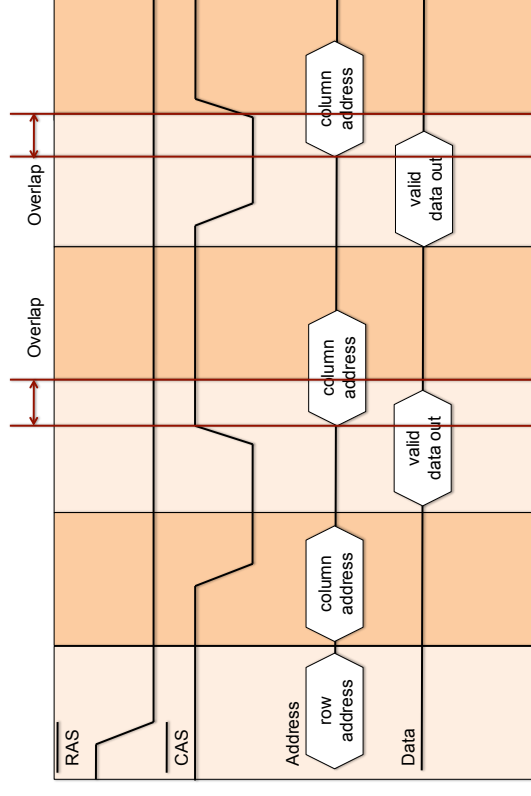 Overlap
Overlap
RAS
CAS
Address
row
address
column
address
column
address
column
address
Data
valid
data out
valid
data out